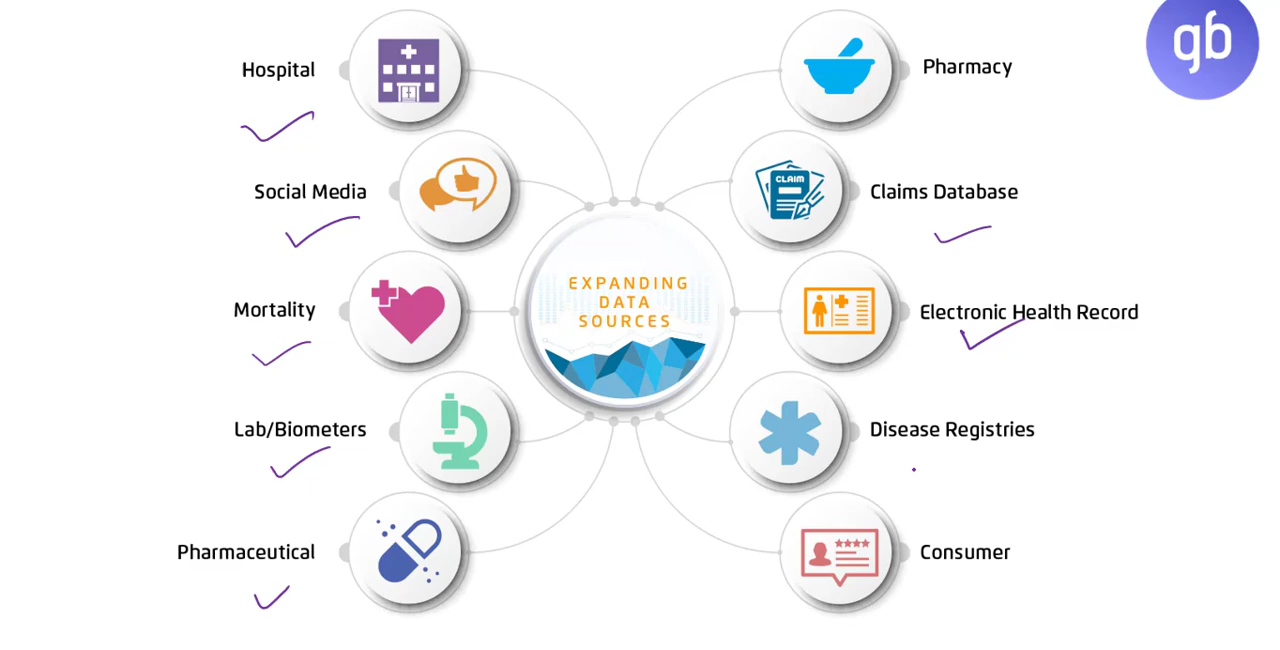 gb
Hospital
Pharmacy
Social Media
CLAIM
Claims Database
EXPANDING
DATA
SOURCES
Mortality
Electronic Health Record
Lab/Biometers
Disease Registries
Pharmaceutical
Consumer